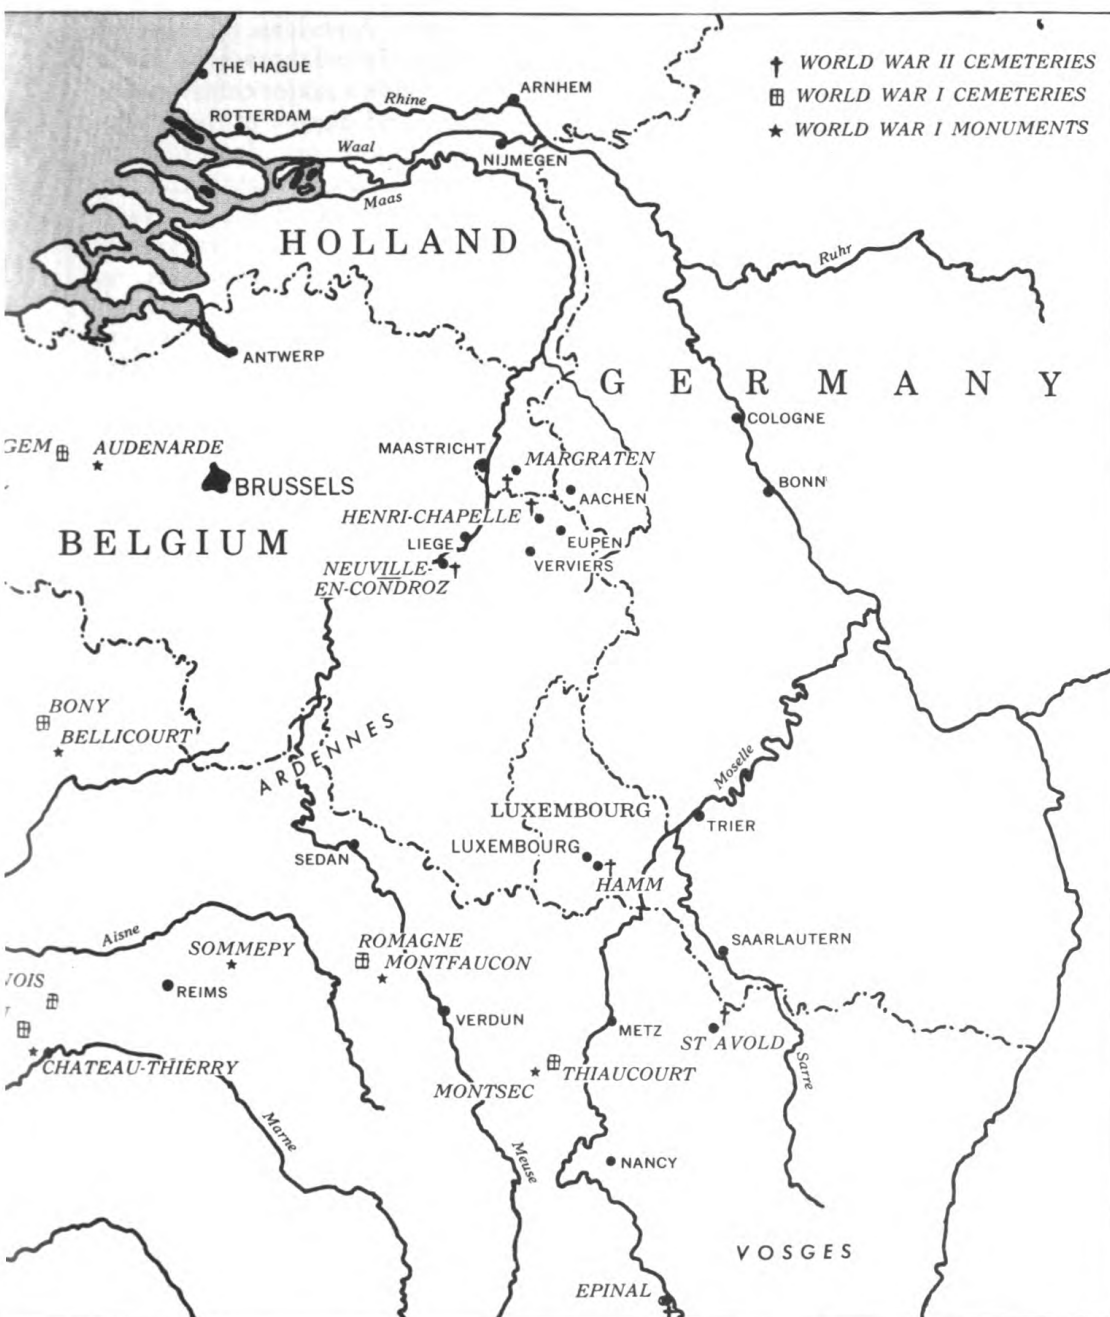 WORLD WAR II CEMETERIES
WORLD WAR I CEMETERIES
WORLD WAR I MONUMENTS
THE HAGUE
ROTTERDAM
Rhine
ARNHEM
Waal
NIJMEGEN
Maas
HOLLAND
Ruhr
ANTWERP
GERMANY
COLOGNE
GEM
AUDENARDE
MAASTRICHT
MARGRATEN
BRUSSELS
AACHEN
BONN
HENRI-CHAPELLE
BELGIUM
LIEGE
EUPEN
VERVIERS
NEUVILLE-
EN-CONDROZ
BONY
BELLICOURT
ARDENNES
Moselle
LUXEMBOURG
TRIER
LUXEMBOURG
SEDAN
HAMM
Aisne
SOMMEPY
ROMAGNE
MONTFAUCON
SAARLAUTERN
VOIS
REIMS
VERDUN
METZ
ST AVOLD
CHATEAU-THIERRY
MONTSEC
THIAUCOURT
Sarre
Marne
Meuse
NANCY
VOSGES
EPINAL